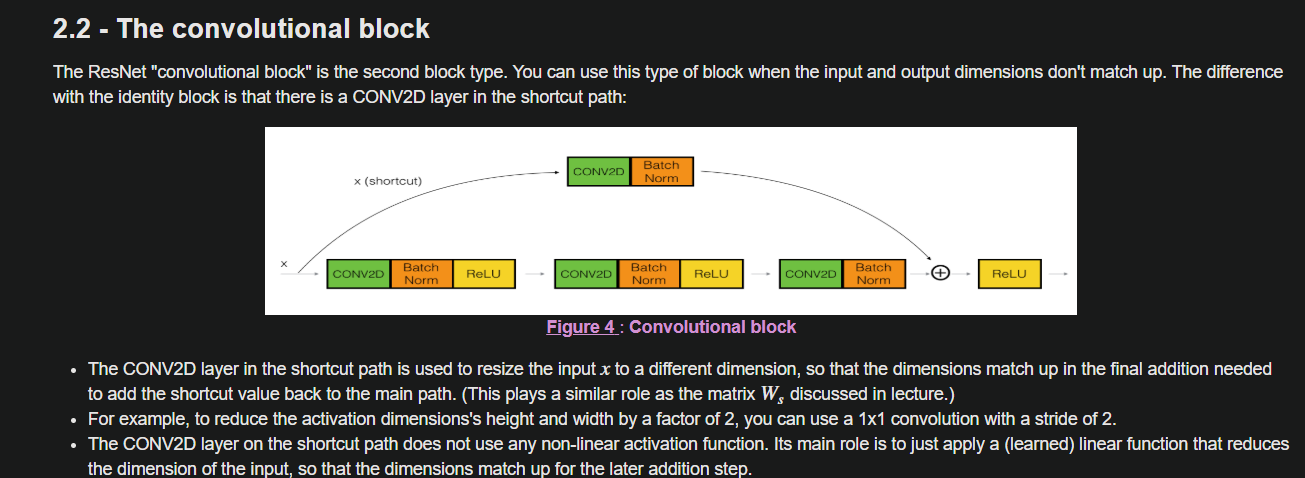 2.2 - The convolutional block
The ResNet "convolutional block" is the second block type. You can use this type of block when the input and output dimensions don't match up. The difference
with the identity block is that there is a CONV2D layer in the shortcut path:
x (shortcut)
CONV2D
Batch
Norm
x
CONV2D
Batch
Norm
ReLU
CONV2D
Batch
Norm
ReLU
CONV2D
Batch
Norm
+
ReLU
Figure 4 : Convolutional block
• The CONV2D layer in the shortcut path is used to resize the input x to a different dimension, so that the dimensions match up in the final addition needed
to add the shortcut value back to the main path. (This plays a similar role as the matrix Wₛ discussed in lecture.)
• For example, to reduce the activation dimensions's height and width by a factor of 2, you can use a 1x1 convolution with a stride of 2.
• The CONV2D layer on the shortcut path does not use any non-linear activation function. Its main role is to just apply a (learned) linear function that reduces
the dimension of the input, so that the dimensions match up for the later addition step.